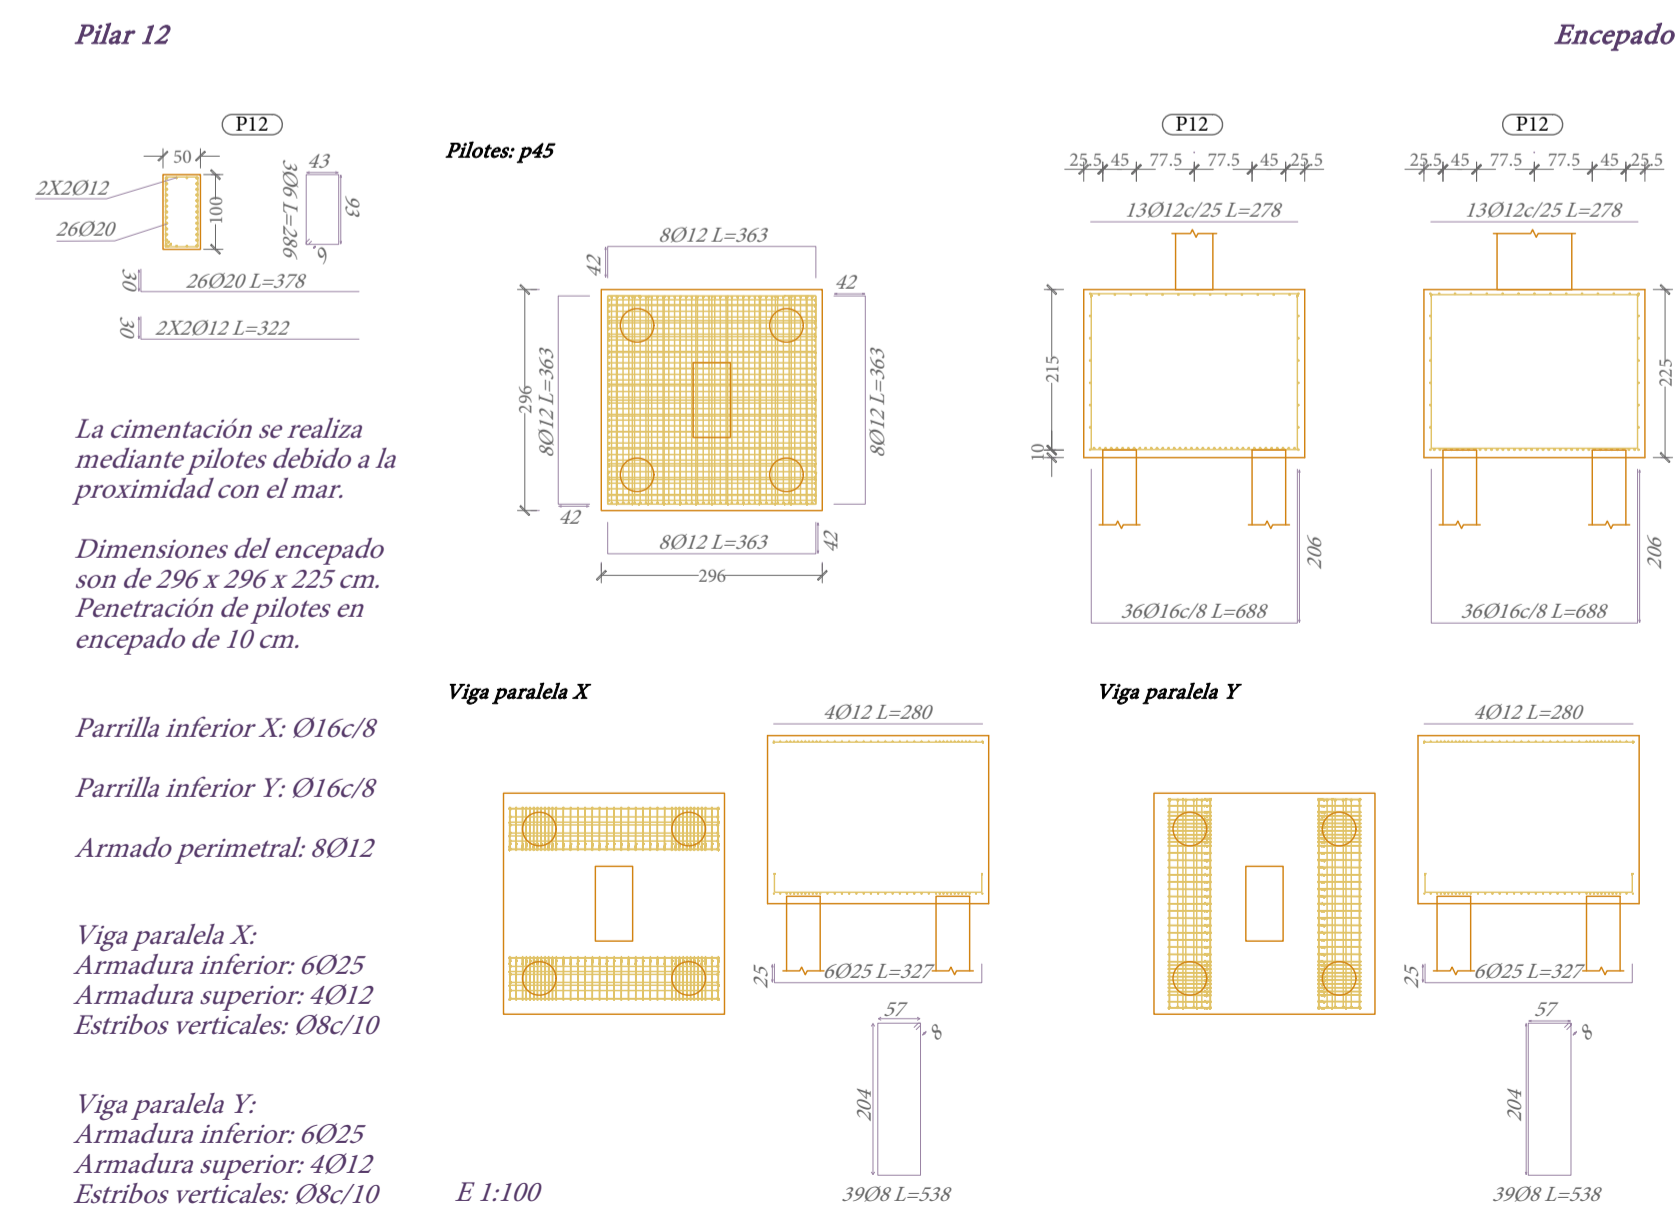 Pilar 12
Encepado
P12
50
2X2Ø12
26Ø20
100
3Ø6 L=286
43
93
6
30
26Ø20 L=378
30
2X2Ø12 L=322
La cimentación se realiza
mediante pilotes debido a la
proximidad con el mar.
Dimensiones del encepado
son de 296 x 296 x 225 cm.
Penetración de pilotes en
encepado de 10 cm.
Parrilla inferior X: Ø16c/8
Parrilla inferior Y: Ø16c/8
Armado perimetral: 8Ø12
Viga paralela X:
Armadura inferior: 6Ø25
Armadura superior: 4Ø12
Estribos verticales: Ø8c/10
Viga paralela Y:
Armadura inferior: 6Ø25
Armadura superior: 4Ø12
Estribos verticales: Ø8c/10
Pilotes: p45
8Ø12 L=363
42
42
296
8Ø12 L=363
8Ø12 L=363
42
8Ø12 L=363
42
296
P12
25.5 45 77.5 77.5 45 25.5
13Ø12c/25 L=278
215
10
206
36Ø16c/8 L=688
P12
25.5 45 77.5 77.5 45 25.5
13Ø12c/25 L=278
225
206
36Ø16c/8 L=688
Viga paralela X
4Ø12 L=280
25
6Ø25 L=327
57
8
204
39Ø8 L=538
Viga paralela Y
4Ø12 L=280
25
6Ø25 L=327
57
8
204
39Ø8 L=538
E 1:100